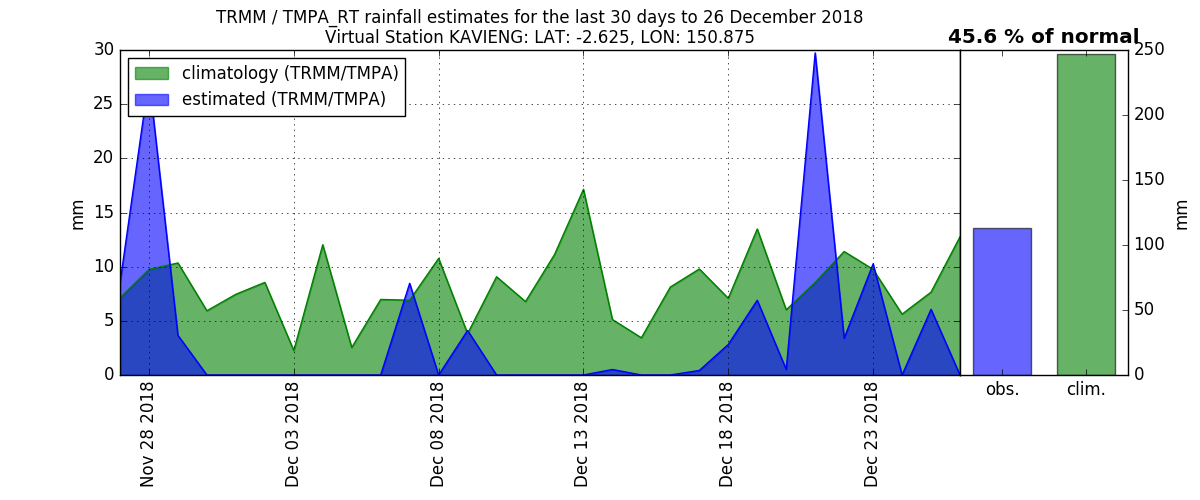 TRMM / TMPA_RT rainfall estimates for the last 30 days to 26 December 2018
Virtual Station KAVIENG: LAT: -2.625, LON: 150.875
45.6 % of normal
climatology (TRMM/TMPA)
estimated (TRMM/TMPA)
30
25
20
15
10
5
0
mm
250
200
150
100
50
0
mm
Nov 28 2018
Dec 03 2018
Dec 08 2018
Dec 13 2018
Dec 18 2018
Dec 23 2018
obs.
clim.